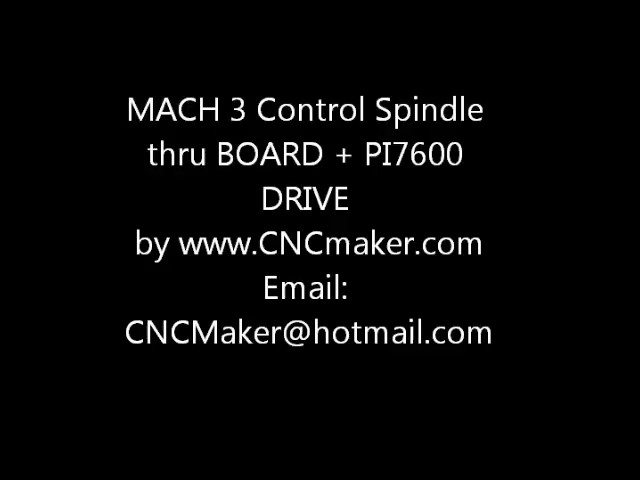 MACH 3 Control Spindle
thru BOARD + PI7600
DRIVE
by www.CNCmaker.com
Email:
CNCMaker@hotmail.com